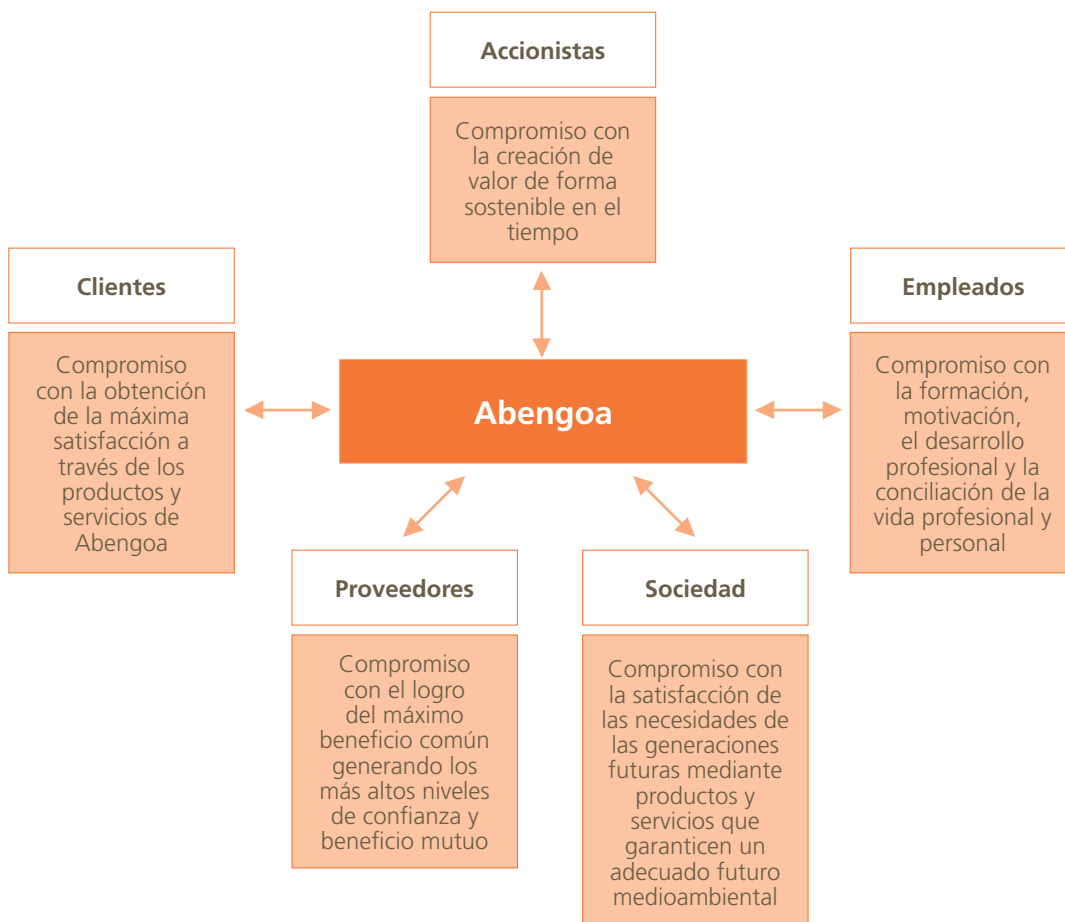 Accionistas
Compromiso con
la creación de
valor de forma
sostenible en el
tiempo
Clientes
Compromiso
con la obtención
de la máxima
satisfacción a
través de los
productos y
servicios de
Abengoa
Abengoa
Empleados
Compromiso con
la formación,
motivación,
el desarrollo
profesional y la
conciliación de la
vida profesional y
personal
Proveedores
Compromiso
con el logro
del máximo
beneficio común
generando los
más altos niveles
de confianza y
beneficio mutuo
Sociedad
Compromiso con
la satisfacción de
las necesidades de
las generaciones
futuras mediante
productos y
servicios que
garanticen un
adecuado futuro
medioambiental